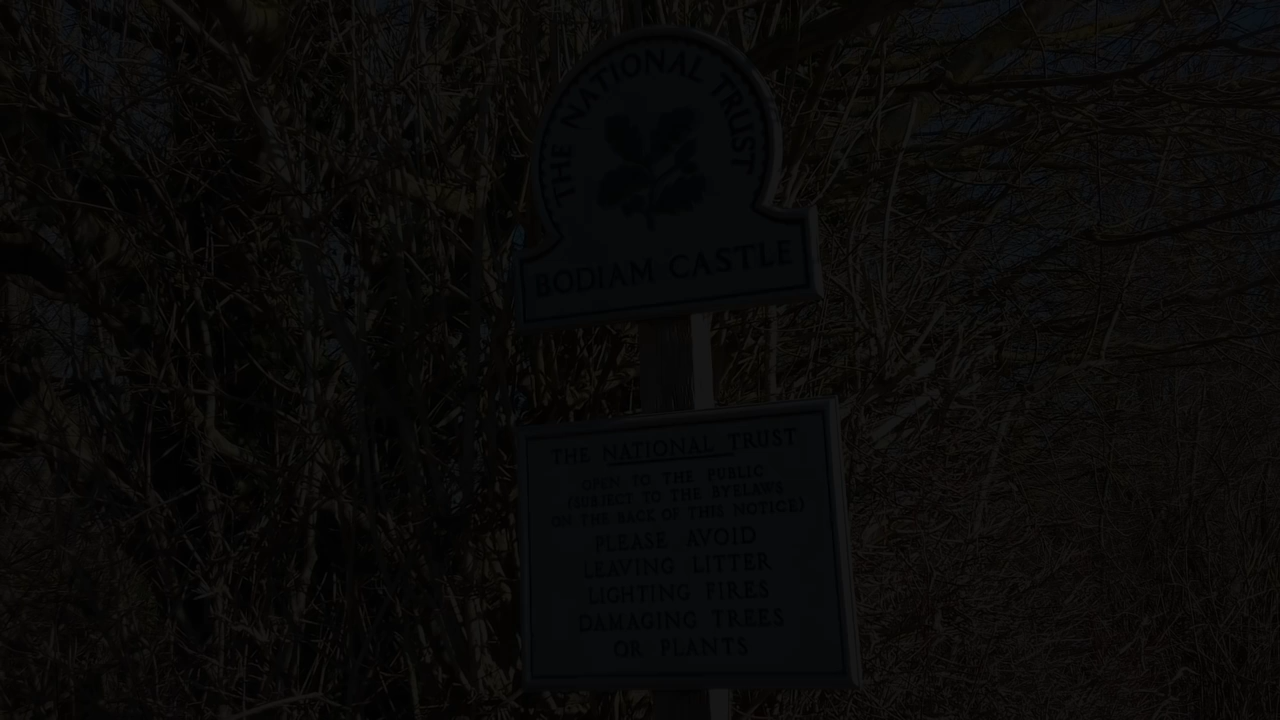 THE NATIONAL TRUST
BODIAM CASTLE
THE NATIONAL TRUST
OPEN TO THE PUBLIC
(SUBJECT TO THE BYELAWS
ON THE BACK OF THIS NOTICE)
PLEASE AVOID
LEAVING LITTER
LIGHTING FIRES
DAMAGING TREES
OR PLANTS